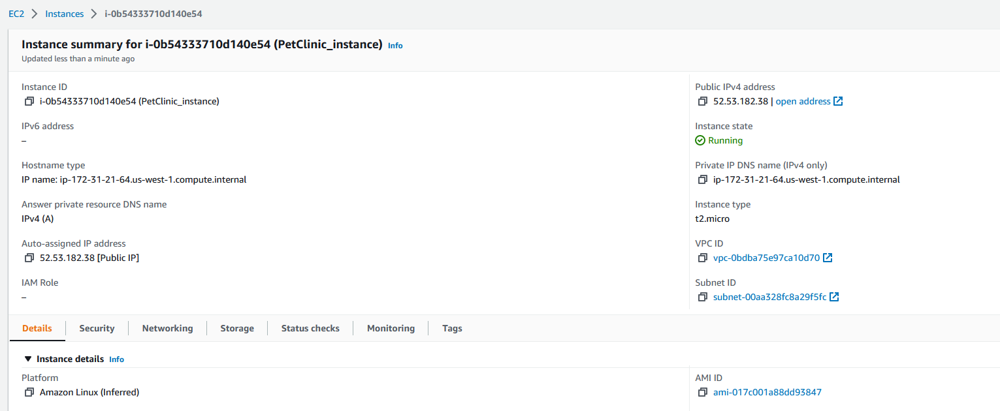 EC2 > Instances > i-0b54333710d140e54
Instance summary for i-0b54333710d140e54 (PetClinic_instance) Info
Updated less than a minute ago
Instance ID
i-0b54333710d140e54 (PetClinic_instance)
IPv6 address
–
Hostname type
IP name: ip-172-31-21-64.us-west-1.compute.internal
Answer private resource DNS name
IPv4 (A)
Auto-assigned IP address
52.53.182.38 [Public IP]
IAM Role
–
Public IPv4 address
52.53.182.38 | open address
Instance state
Running
Private IP DNS name (IPv4 only)
ip-172-31-21-64.us-west-1.compute.internal
Instance type
t2.micro
VPC ID
vpc-0bdba75e97ca10d70
Subnet ID
subnet-00aa328fc8a29f5fc
Details | Security | Networking | Storage | Status checks | Monitoring | Tags
Instance details Info
Platform
Amazon Linux (Inferred)
AMI ID
ami-017c001a88dd93847